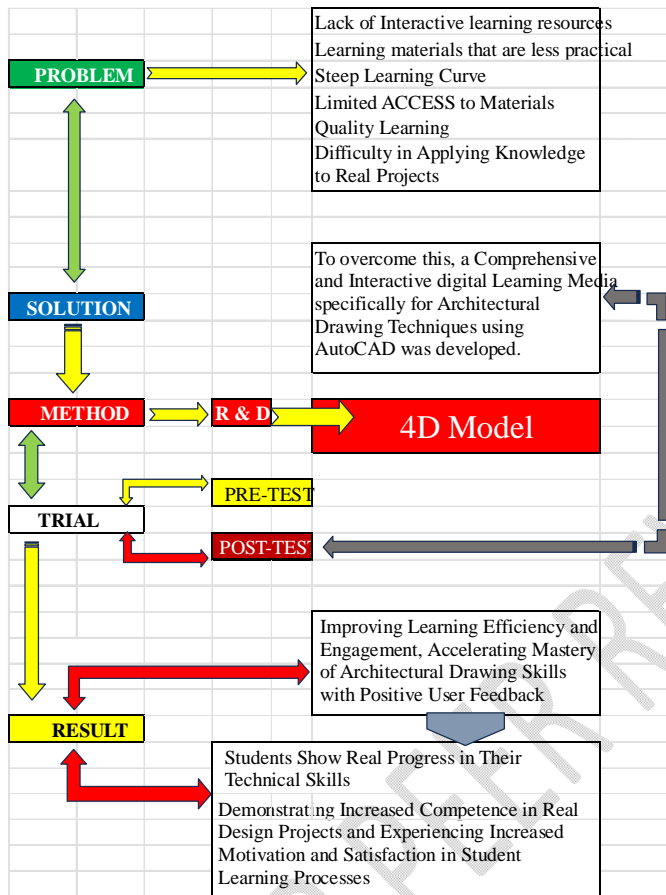 Lack of Interactive learning resources
Learning materials that are less practical
PROBLEM
Steep Learning Curve
Limited ACCESS to Materials
Quality Learning
Difficulty in Applying Knowledge
to Real Projects
To overcome this, a Comprehensive
and Interactive digital Learning Media
SOLUTION
specifically for Architectural
Drawing Techniques using
AutoCAD was developed.
METHOD
R & D
4D Model
PRE-TEST
TRIAL
POST-TEST
Improving Learning Efficiency and
Engagement, Accelerating Mastery
of Architectural Drawing Skills
with Positive User Feedback
RESULT
Students Show Real Progress in Their
Technical Skills
Demonstrating Increased Competence in Real
Design Projects and Experiencing Increased
Motivation and Satisfaction in Student
Learning Processes
PEER RE